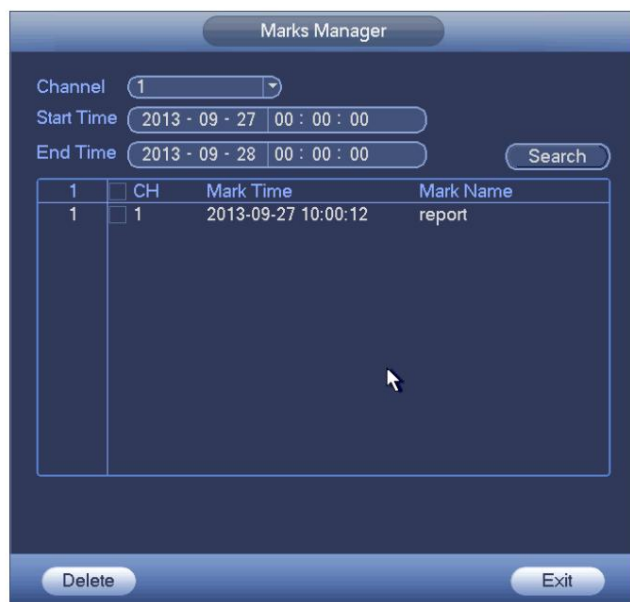 Marks Manager
Channel 1
Start Time 2013 - 09 - 27 00 : 00 : 00
End Time 2013 - 09 - 28 00 : 00 : 00 Search
1 CH Mark Time Mark Name
1 1 2013-09-27 10:00:12 report
Delete Exit